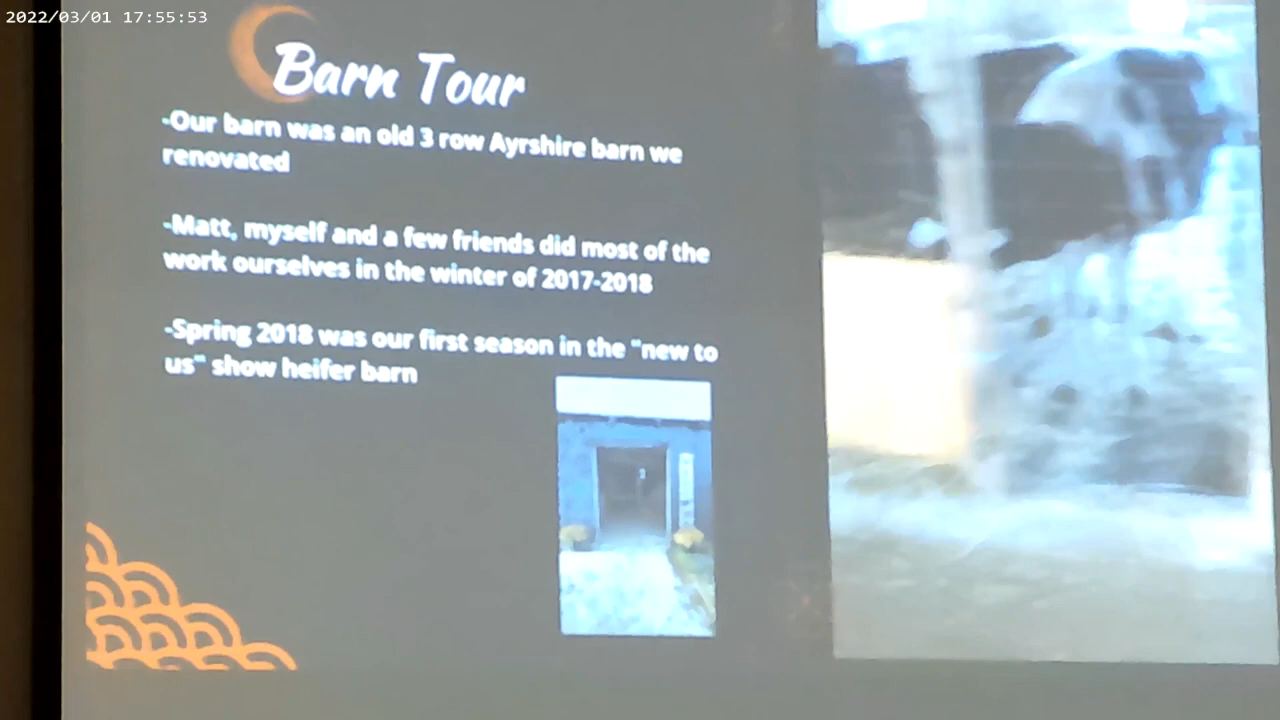 2022/03/01 17:55:53
Barn Tour
-Our barn was an old 3 row Ayrshire barn we
renovated
-Matt, myself and a few friends did most of the
work ourselves in the winter of 2017-2018
-Spring 2018 was our first season in the "new to
us" show heifer barn